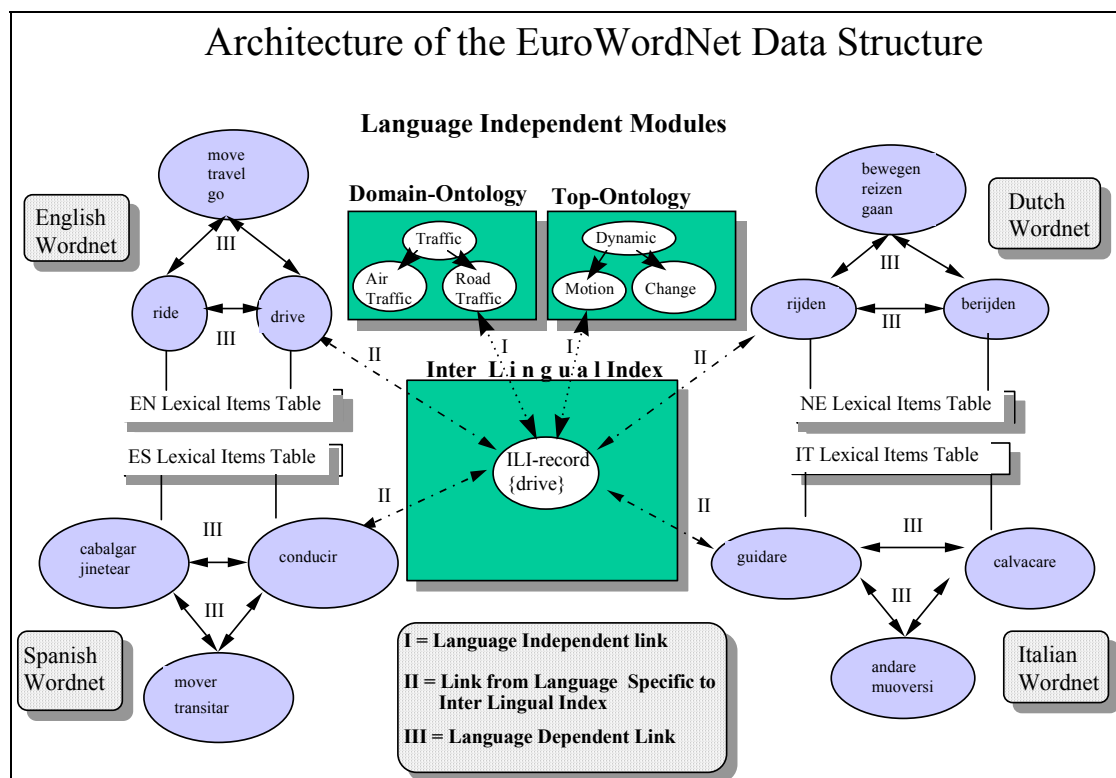 Architecture of the EuroWordNet Data Structure
Language Independent Modules
move
travel
go
English
Wordnet
III
ride
drive
III
EN Lexical Items Table
Domain-Ontology
Traffic
Air
Traffic
Road
Traffic
Top-Ontology
Dynamic
Motion
Change
I
I
bewegen
reizen
gaan
Dutch
Wordnet
III
rijden
berijden
III
NE Lexical Items Table
II
II
Inter Lingual Index
ILI-record
{drive}
II
II
ES Lexical Items Table
III
cabalgar
jinetear
conducir
III
mover
transitar
Spanish
Wordnet
IT Lexical Items Table
III
guidare
calvacare
III
andare
muoversi
Italian
Wordnet
I = Language Independent link
II = Link from Language Specific to
Inter Lingual Index
III = Language Dependent Link